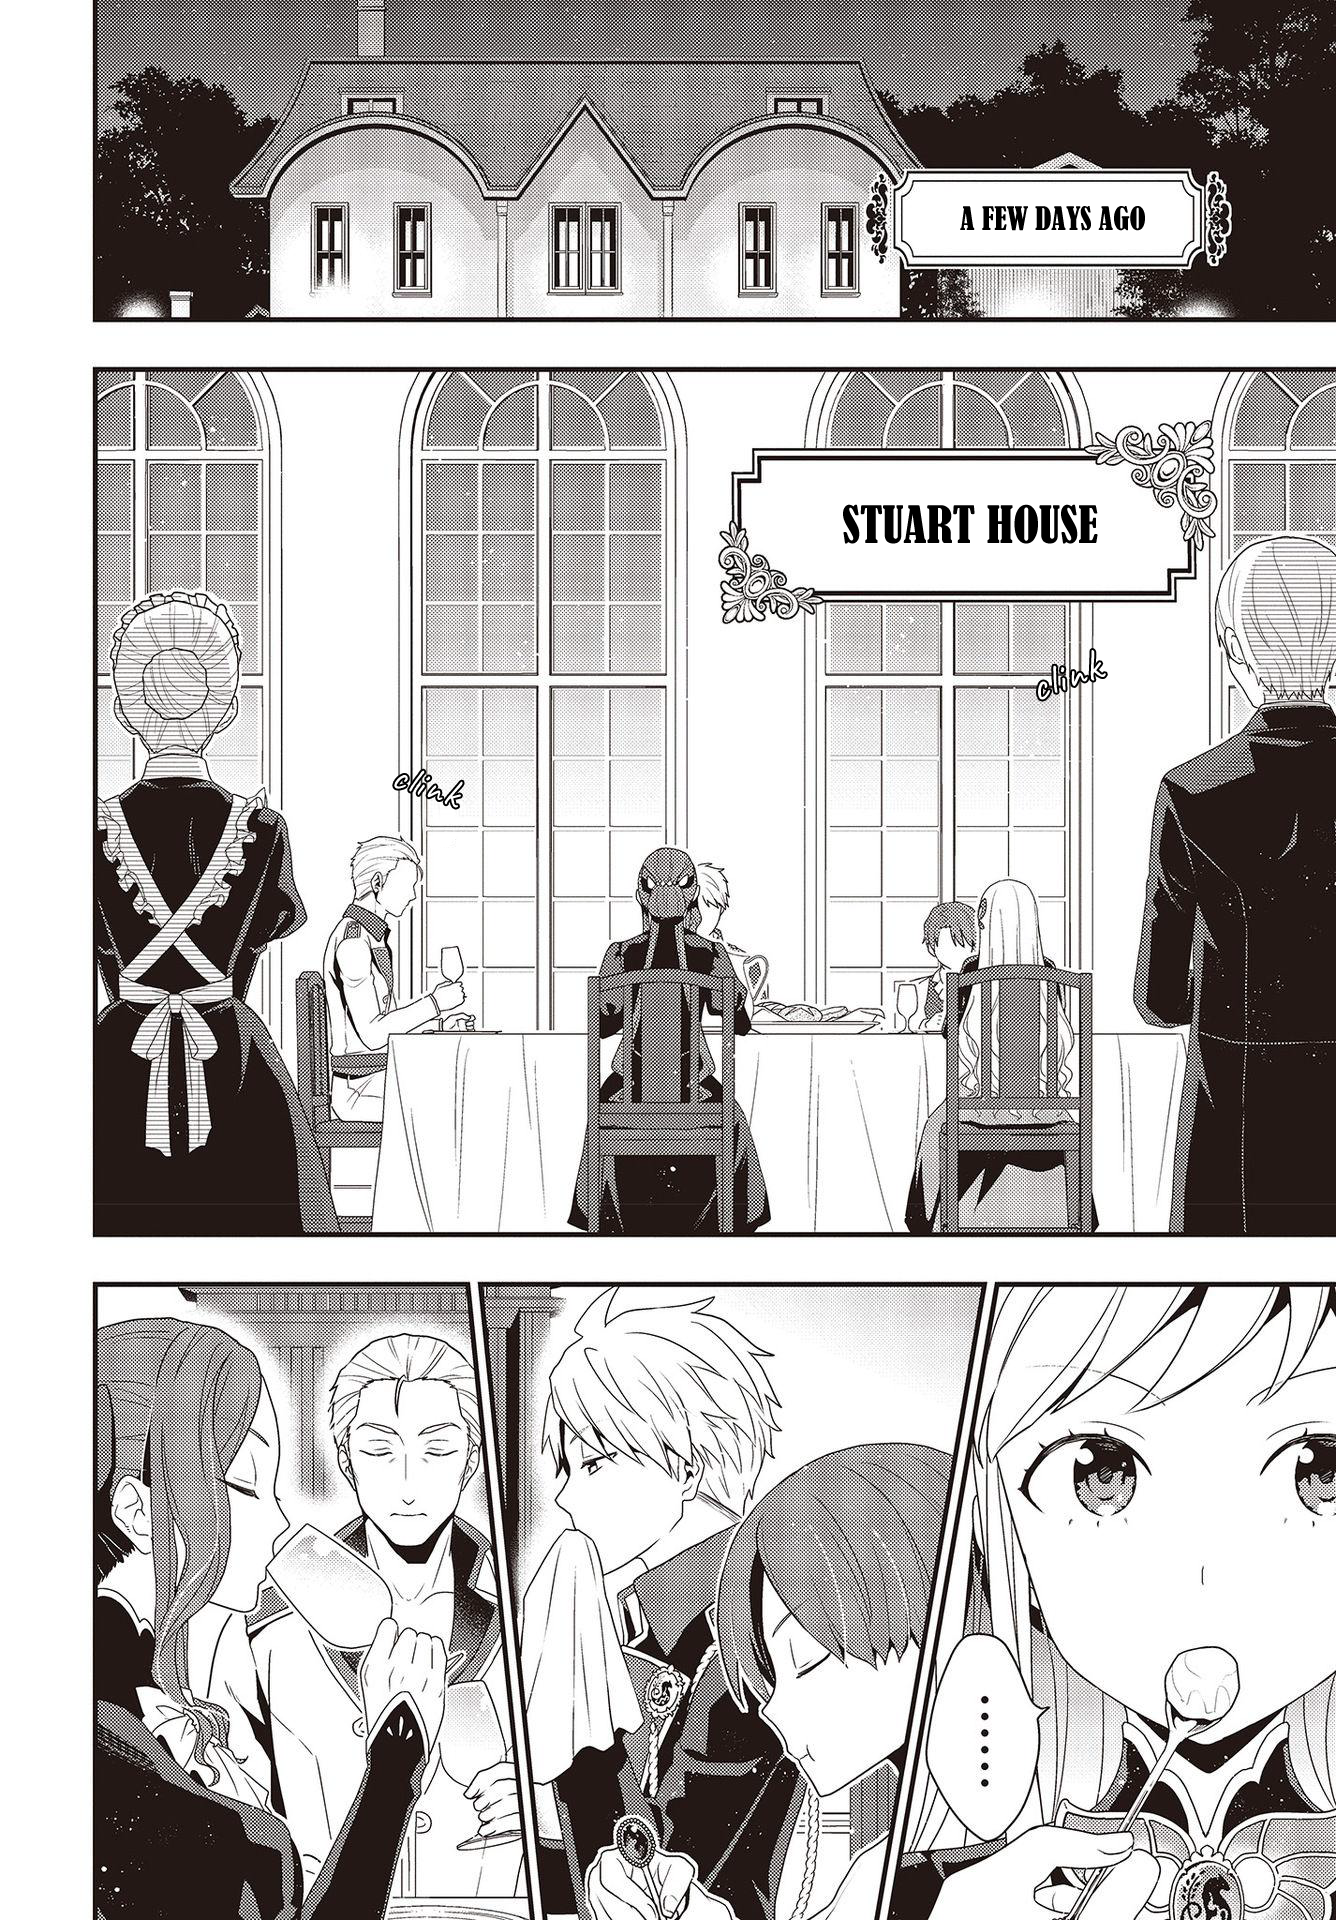 A FEW DAYS AGO
STUART HOUSE
clink
clink
........